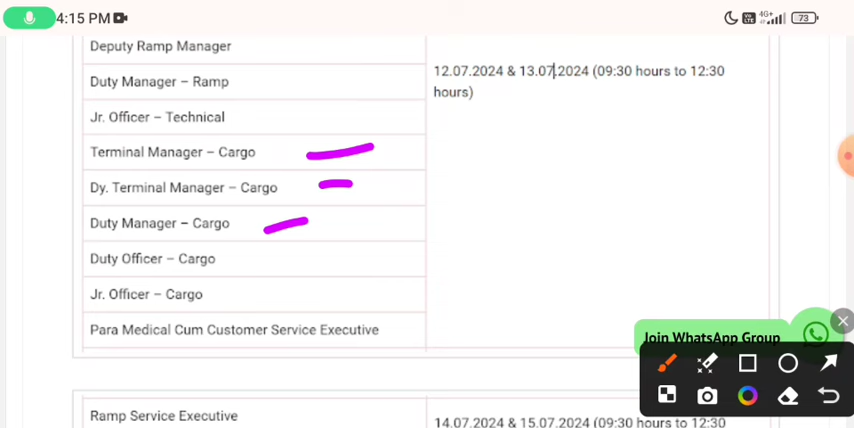 4:15 PM
4G+
73
Deputy Ramp Manager
12.07.2024 & 13.07.2024 (09:30 hours to 12:30
hours)
Duty Manager – Ramp
Jr. Officer – Technical
Terminal Manager – Cargo
Dy. Terminal Manager – Cargo
Duty Manager – Cargo
Duty Officer – Cargo
Jr. Officer – Cargo
Para Medical Cum Customer Service Executive
Join WhatsApp Group
Ramp Service Executive
14.07.2024 & 15.07.2024 (09:30 hours to 12:30